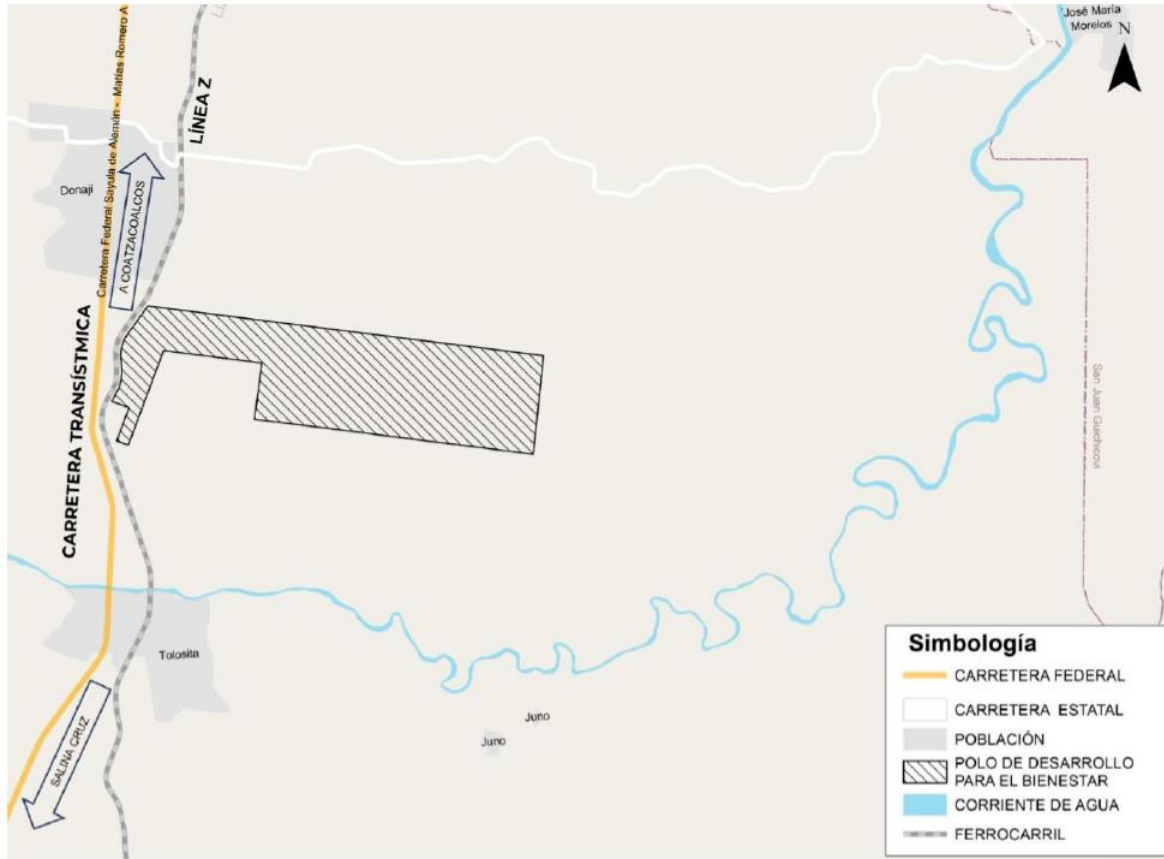 José María
Morelos
N
LÍNEA Z
Carretera Federal Sayula de Alemán - Matías Romero A
Donají
A COATZACOALCOS
CARRETERA TRANSÍSTMICA
San Juan Guichicovi
Tolosita
Juno
Juno
SALINA CRUZ
Simbología
CARRETERA FEDERAL
CARRETERA ESTATAL
POBLACIÓN
POLO DE DESARROLLO
PARA EL BIENESTAR
CORRIENTE DE AGUA
FERROCARRIL